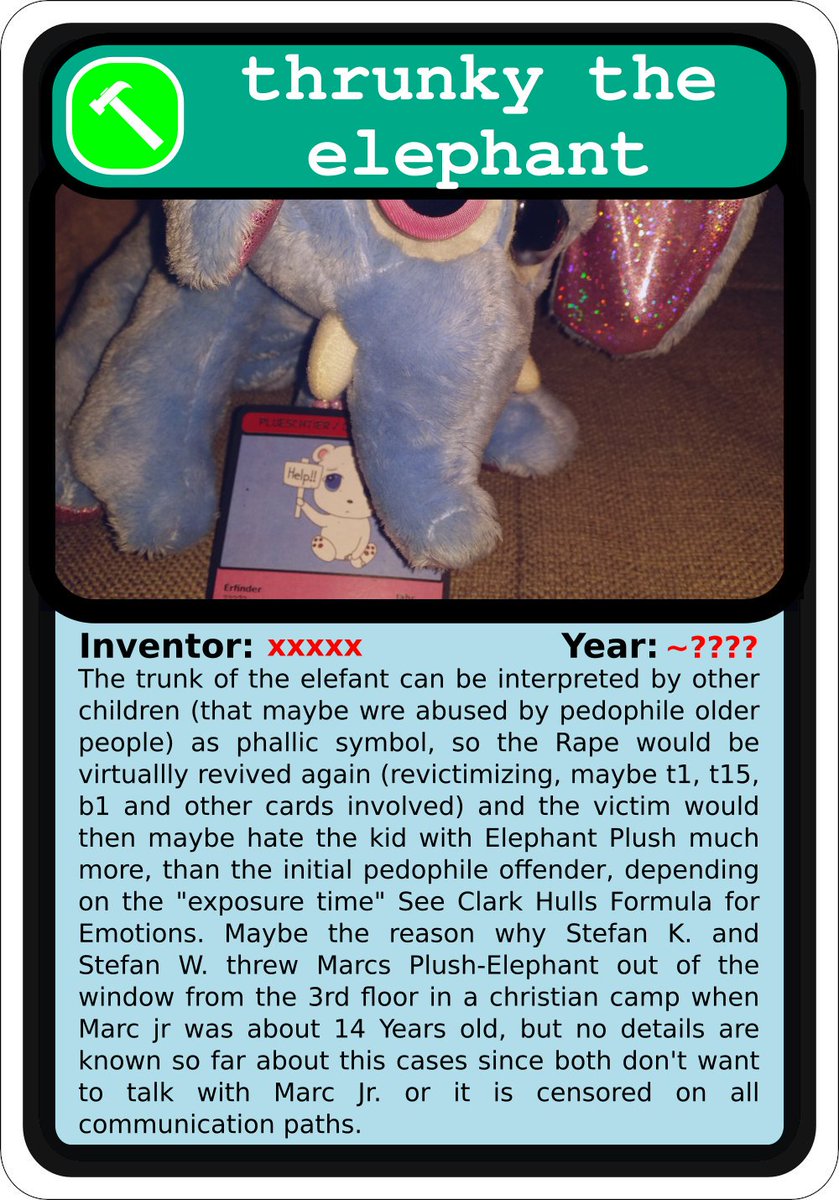 thrunky the
elephant
PLUESCHTIER/
Help!!
Erfinder
Jahr
Inventor: xxxxx Year: ~????
The trunk of the elefant can be interpreted by other
children (that maybe wre abused by pedophile older
people) as phallic symbol, so the Rape would be
virtuallly revived again (revictimizing, maybe t1, t15,
b1 and other cards involved) and the victim would
then maybe hate the kid with Elephant Plush much
more, than the initial pedophile offender, depending
on the "exposure time" See Clark Hulls Formula for
Emotions. Maybe the reason why Stefan K. and
Stefan W. threw Marcs Plush-Elephant out of the
window from the 3rd floor in a christian camp when
Marc jr was about 14 Years old, but no details are
known so far about this cases since both don't want
to talk with Marc Jr. or it is censored on all
communication paths.